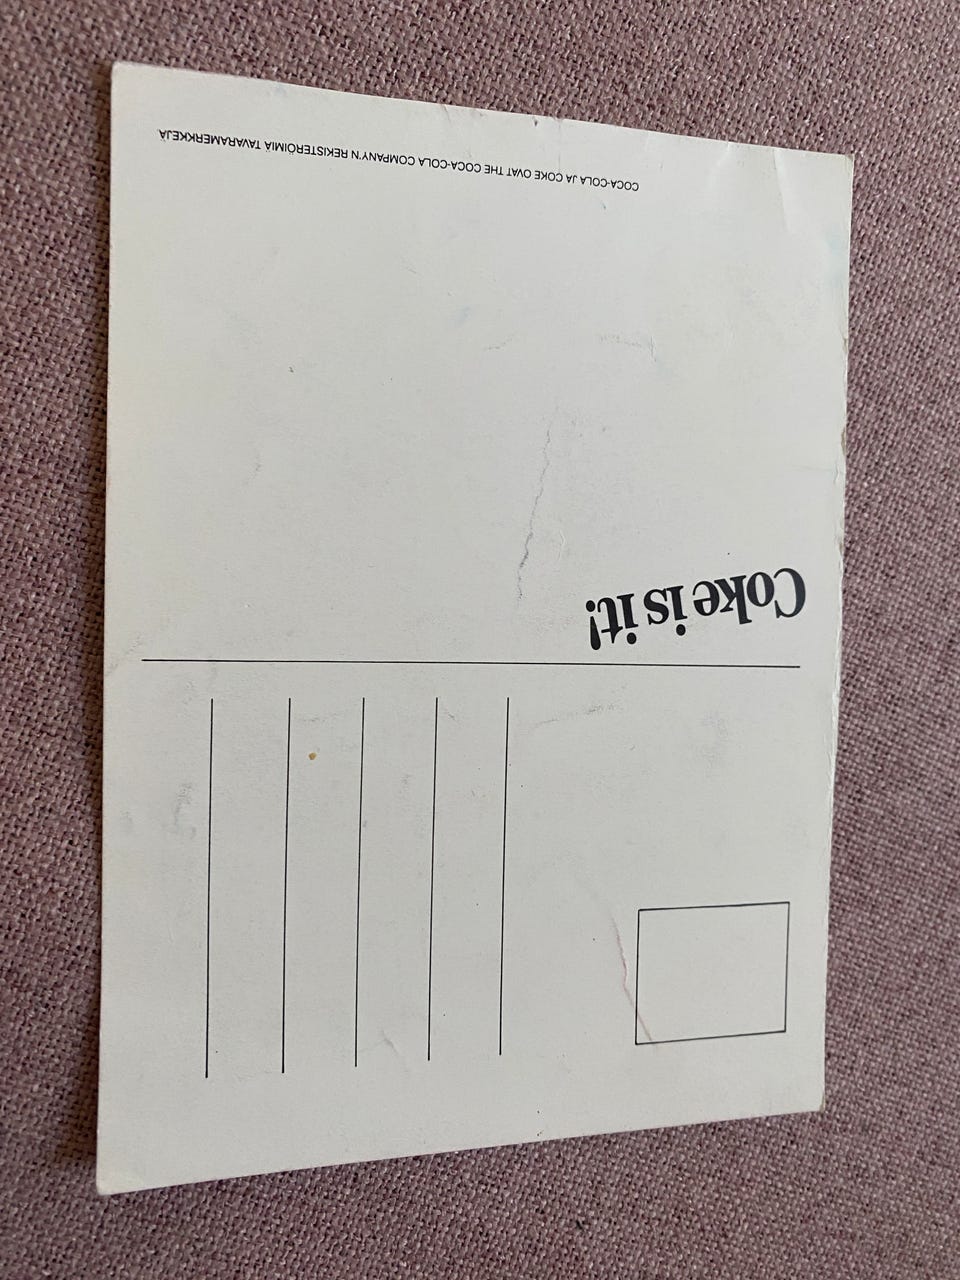 Coke is it!
COCA-COLA JA COKE OVAT THE COCA-COLA COMPANY'N REKISTERÖIMIÄ TAVARAMERKKEJÄ